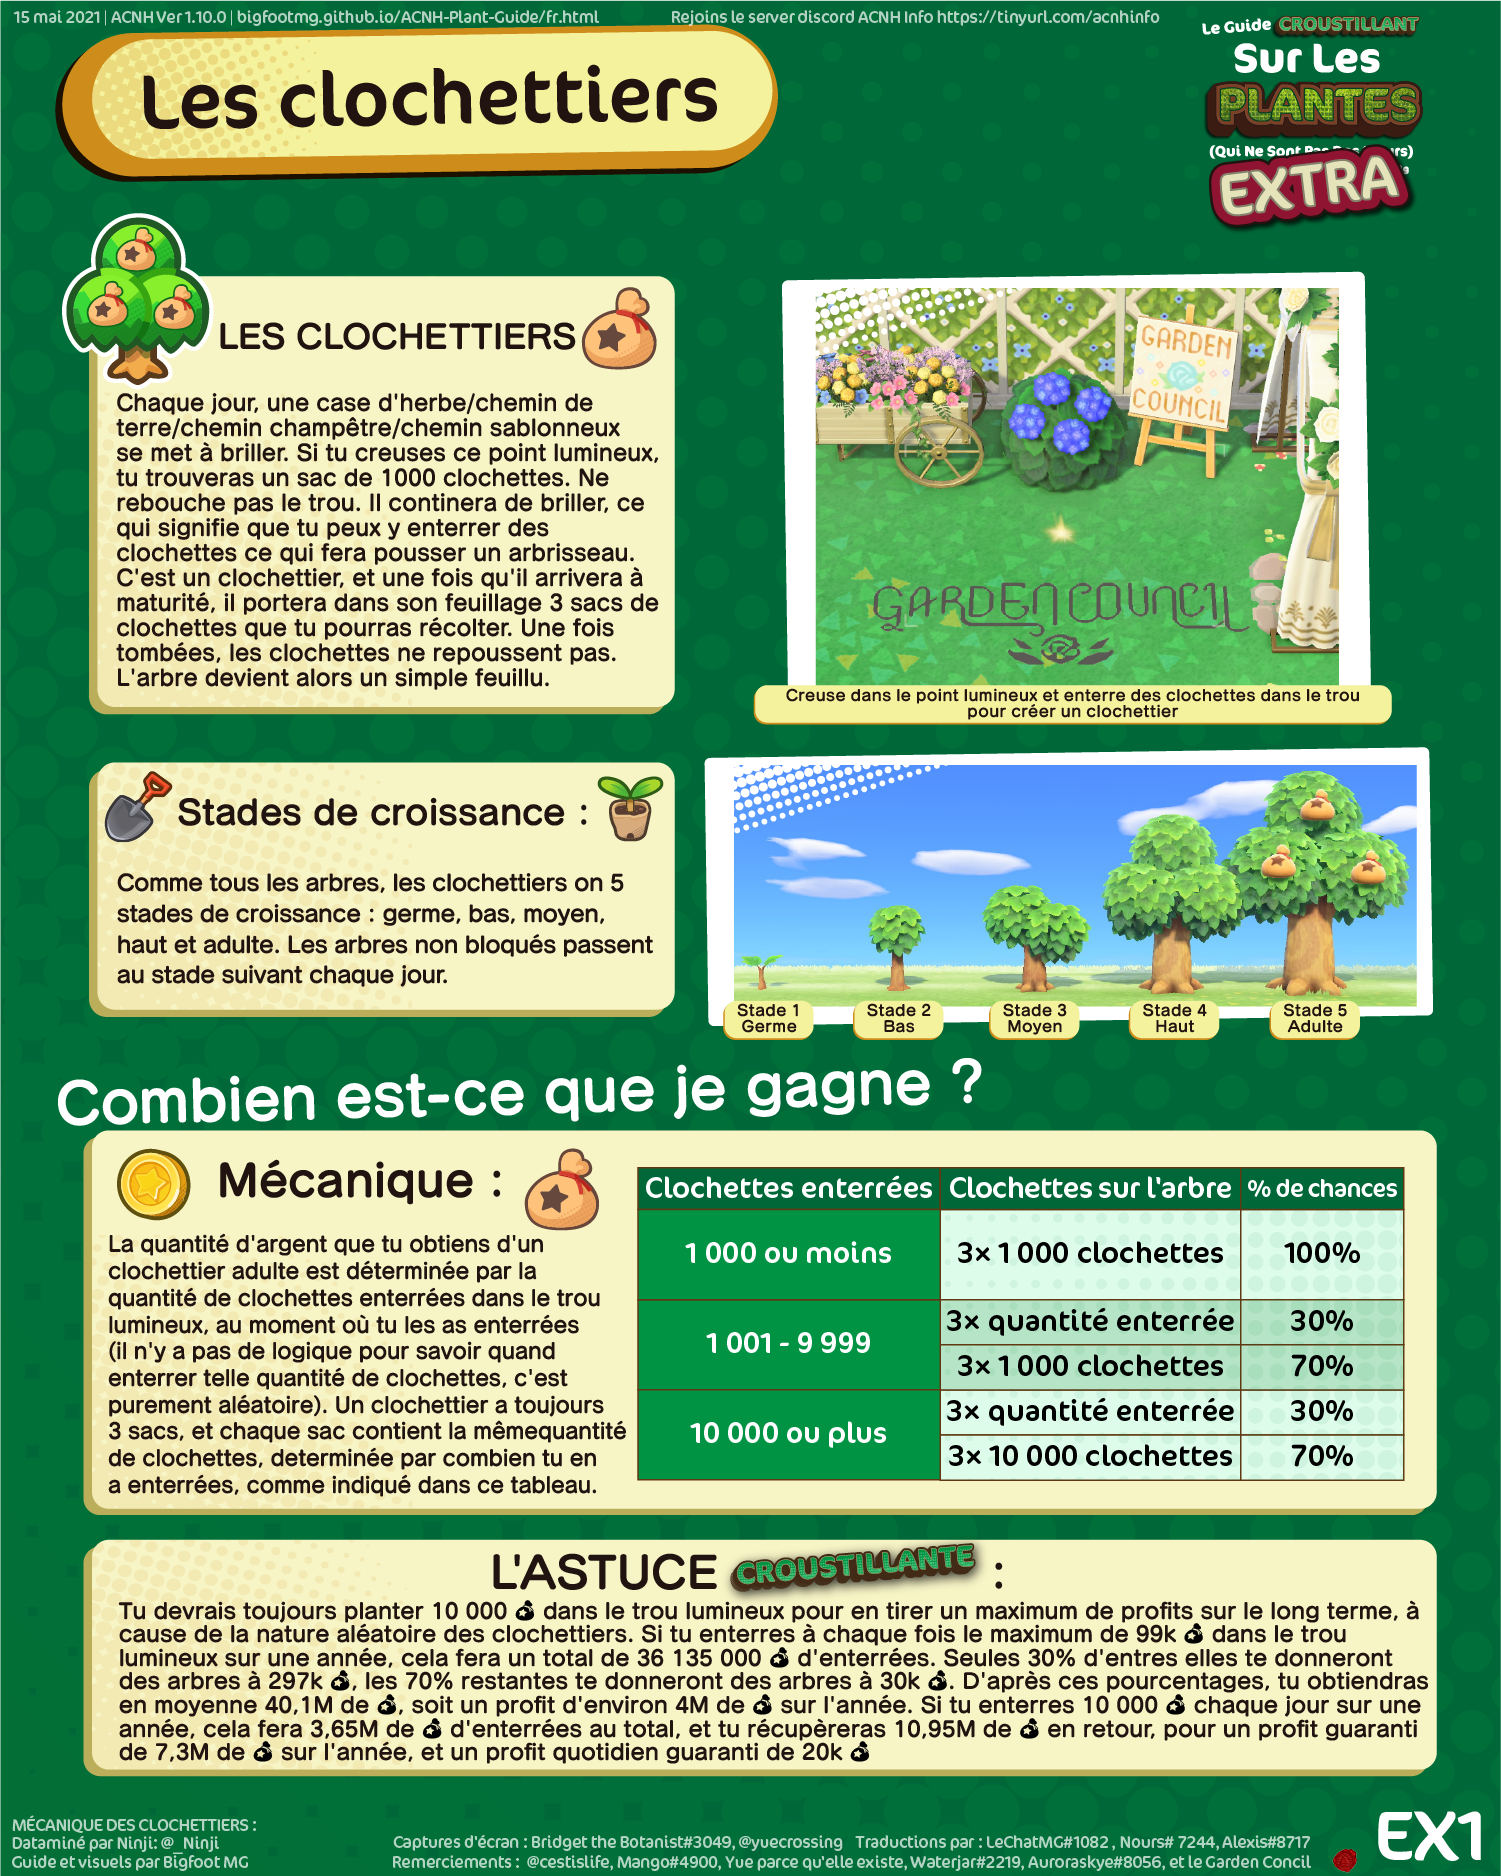 15 mai 2021 | ACNH Ver 1.10.0 | bigfootmg.github.io/ACNH-Plant-Guide/fr.html
Rejoins le server discord ACNH Info https://tinyurl.com/acnhinfo
Le Guide CROUSTILLANT
Sur Les
PLANTES
(Qui Ne Sont Pas
EXTRA
Les clochettiers
LES CLOCHETTIERS
Chaque jour, une case d'herbe/chemin de
terre/chemin champêtre/chemin sablonneux
se met à briller. Si tu creuses ce point lumineux,
tu trouveras un sac de 1000 clochettes. Ne
rebouche pas le trou. Il continera de briller, ce
qui signifie que tu peux y enterrer des
clochettes ce qui fera pousser un arbrisseau.
C'est un clochettier, et une fois qu'il arrivera à
maturité, il portera dans son feuillage 3 sacs de
clochettes que tu pourras récolter. Une fois
tombées, les clochettes ne repoussent pas.
L'arbre devient alors un simple feuillu.
GARDEN
COUNCIL
GARDEN COUNCIL
Creuse dans le point lumineux et enterre des clochettes dans le trou
pour créer un clochettier
Stades de croissance :
Comme tous les arbres, les clochettiers on 5
stades de croissance : germe, bas, moyen,
haut et adulte. Les arbres non bloqués passent
au stade suivant chaque jour.
Stade 1
Germe
Stade 2
Bas
Stade 3
Moyen
Stade 4
Haut
Stade 5
Adulte
Combien est-ce que je gagne ?
Mécanique :
La quantité d'argent que tu obtiens d'un
clochettier adulte est déterminée par la
quantité de clochettes enterrées dans le trou
lumineux, au moment où tu les as enterrées
(il n'y a pas de logique pour savoir quand
enterrer telle quantité de clochettes, c'est
purement aléatoire). Un clochettier a toujours
3 sacs, et chaque sac contient la mêmequantité
de clochettes, determinée par combien tu en
a enterrées, comme indiqué dans ce tableau.
Clochettes enterrées Clochettes sur l'arbre % de chances
1 000 ou moins 3× 1 000 clochettes 100%
1 001 - 9 999
3× quantité enterrée 30%
3× 1 000 clochettes 70%
10 000 ou plus
3× quantité enterrée 30%
3× 10 000 clochettes 70%
L'ASTUCE CROUSTILLANTE :
Tu devrais toujours planter 10 000 dans le trou lumineux pour en tirer un maximum de profits sur le long terme, à
cause de la nature aléatoire des clochettiers. Si tu enterres à chaque fois le maximum de 99k dans le trou
lumineux sur une année, cela fera un total de 36 135 000 d'enterrées. Seules 30% d'entres elles te donneront
des arbres à 297k , les 70% restantes te donneront des arbres à 30k . D'après ces pourcentages, tu obtiendras
en moyenne 40,1M de , soit un profit d'environ 4M de sur l'année. Si tu enterres 10 000 chaque jour sur une
année, cela fera 3,65M de d'enterrées au total, et tu récupèreras 10,95M de en retour, pour un profit guaranti
de 7,3M de sur l'année, et un profit quotidien guaranti de 20k
MÉCANIQUE DES CLOCHETTIERS :
Dataminé par Ninji: @_Ninji
Guide et visuels par Bigfoot MG
Captures d'écran : Bridget the Botanist#3049, @yuecrossing Traductions par : LeChatMG#1082 , Nours# 7244, Alexis#8717
Remerciements : @cestislife, Mango#4900, Yue parce qu'elle existe, Waterjar#2219, Auroraskye#8056, et le Garden Concil
EX1